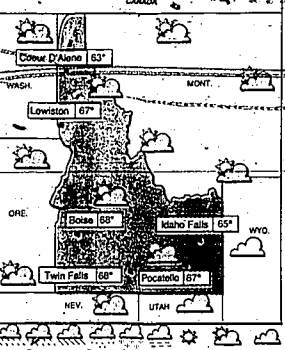 CANADA
Coeur D'Alene 63°
WASH. MONT.
Lewiston 67°
ORE.
Boise 68° Idaho Falls 65°
WYO.
Twin Falls 68° Pocatello 67°
NEV. UTAH